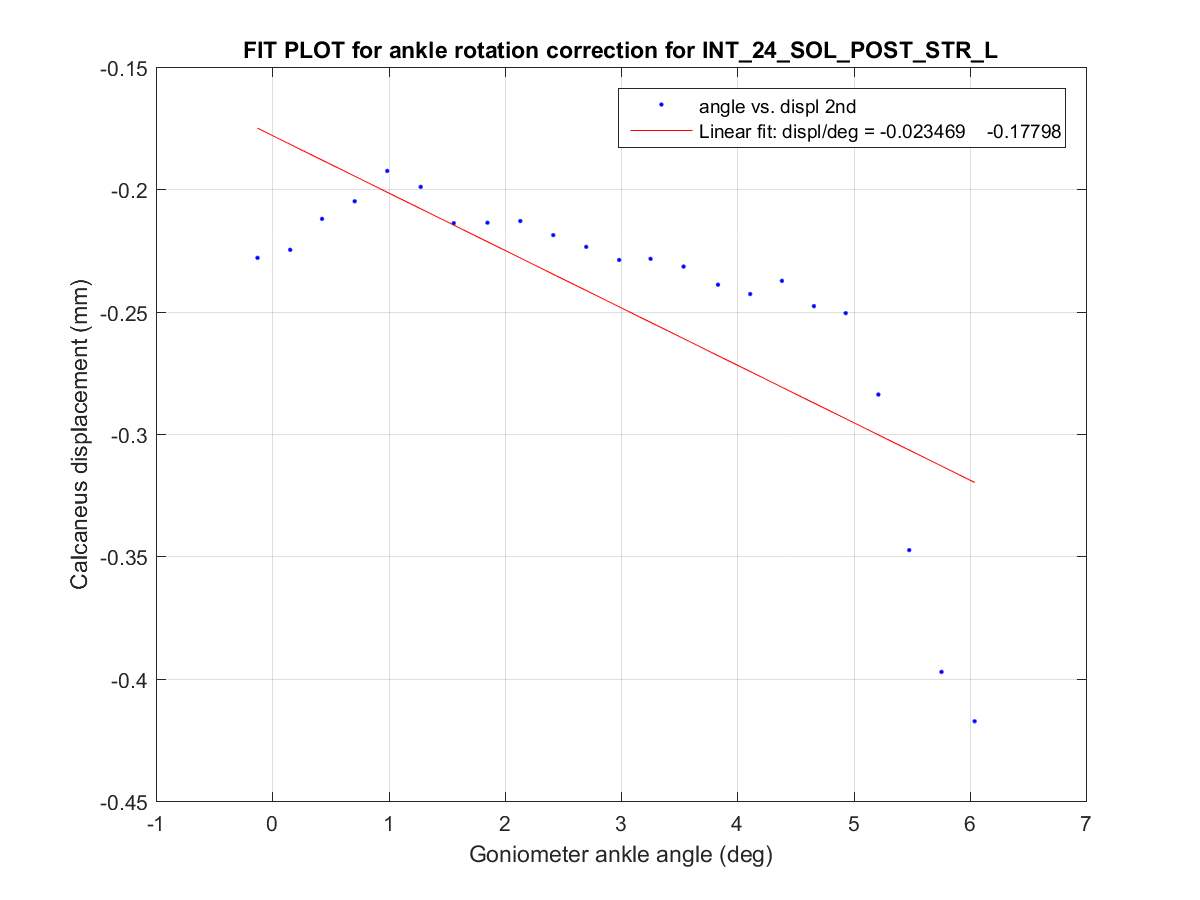 FIT PLOT for ankle rotation correction for INT_24_SOL_POST_STR_L
-0.15
angle vs. displ 2nd
Linear fit: displ/deg = -0.023469    -0.17798
-0.2
-0.25
-0.3
-0.35
-0.4
-0.45
Calcaneus displacement (mm)
-1 0 1 2 3 4 5 6 7
Goniometer ankle angle (deg)